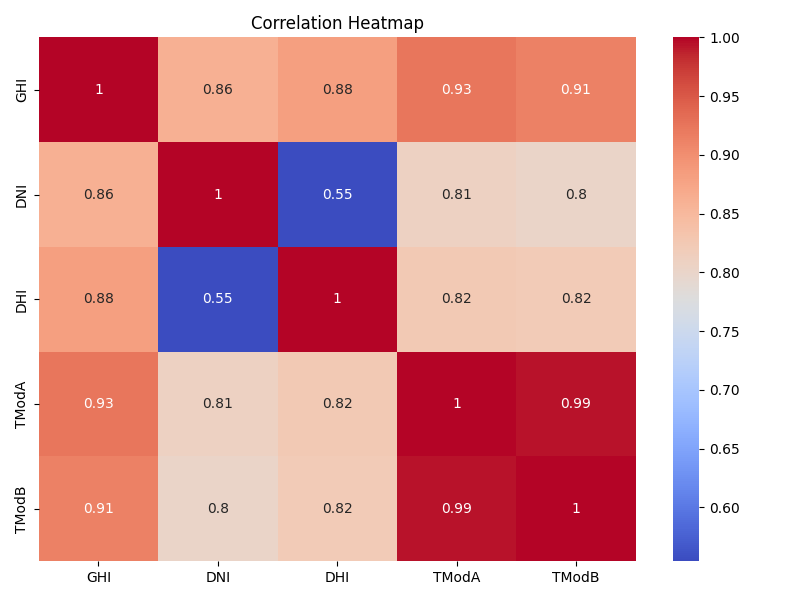 Correlation Heatmap
GHI 1 0.86 0.88 0.93 0.91
DNI 0.86 1 0.55 0.81 0.8
DHI 0.88 0.55 1 0.82 0.82
TModA 0.93 0.81 0.82 1 0.99
TModB 0.91 0.8 0.82 0.99 1
GHI DNI DHI TModA TModB
1.00
0.95
0.90
0.85
0.80
0.75
0.70
0.65
0.60